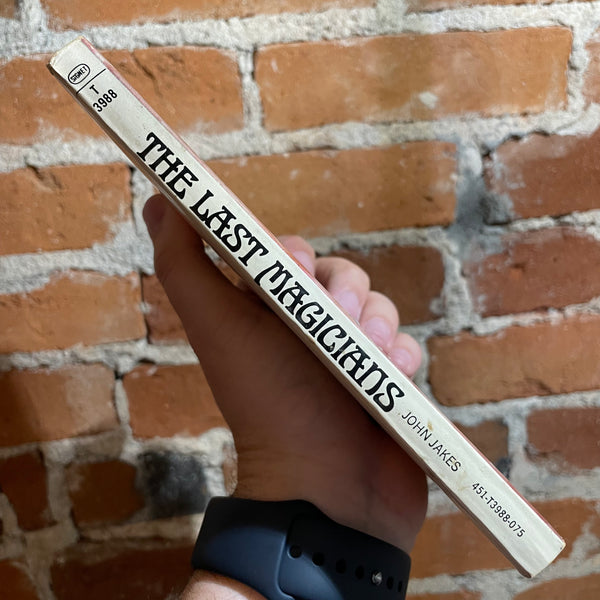 SIGNET
T
3988
THE LAST MAGICIANS
JOHN JAKES
451-T3988-075